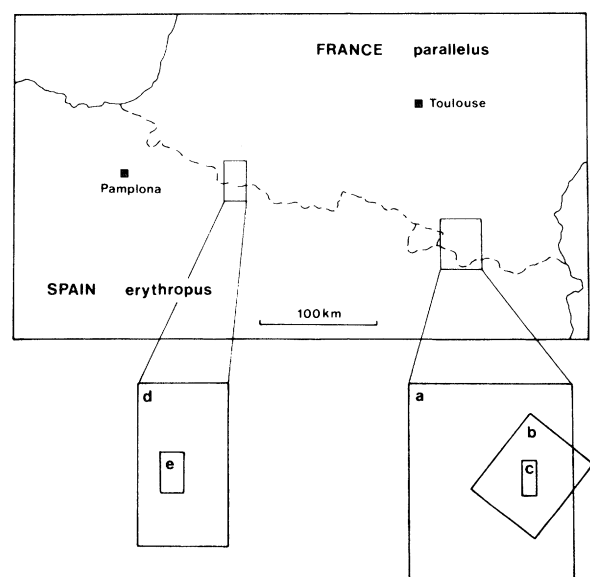 FRANCE parallelus
Toulouse
Pamplona
SPAIN erythropus
100km
d
a
b
e
c